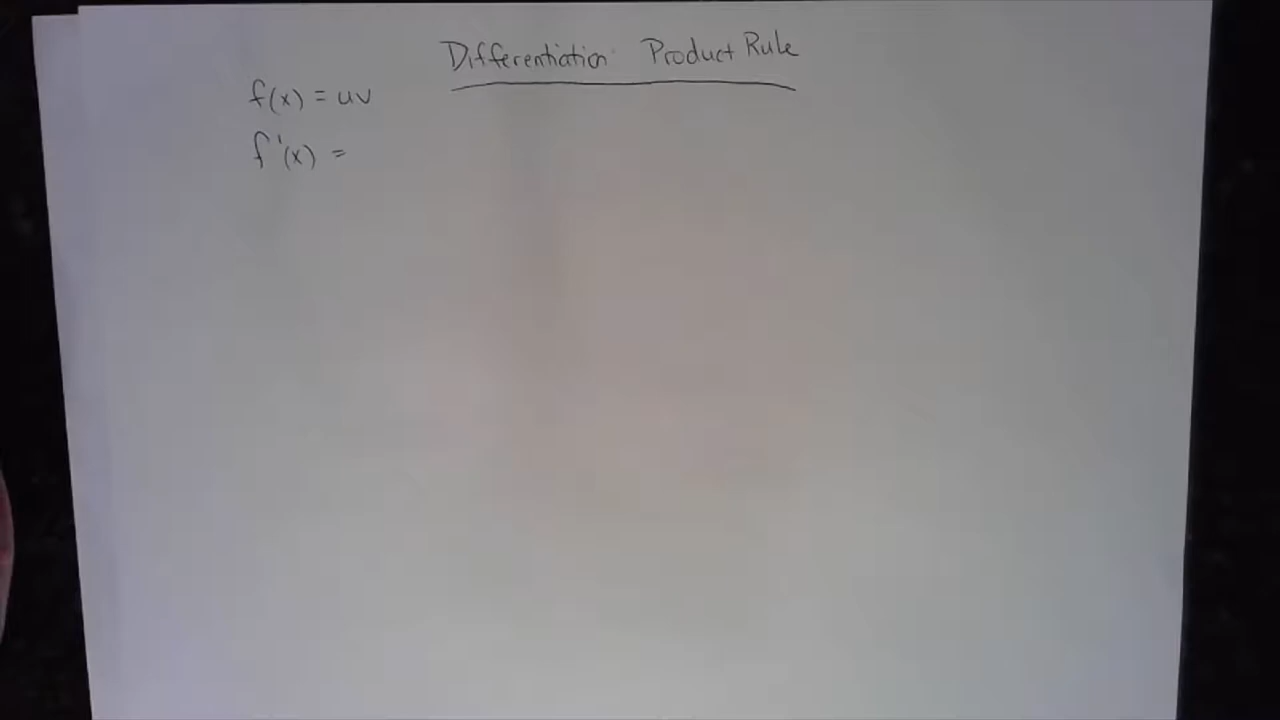 Differentiation Product Rule
f(x) = uv
f'(x) =